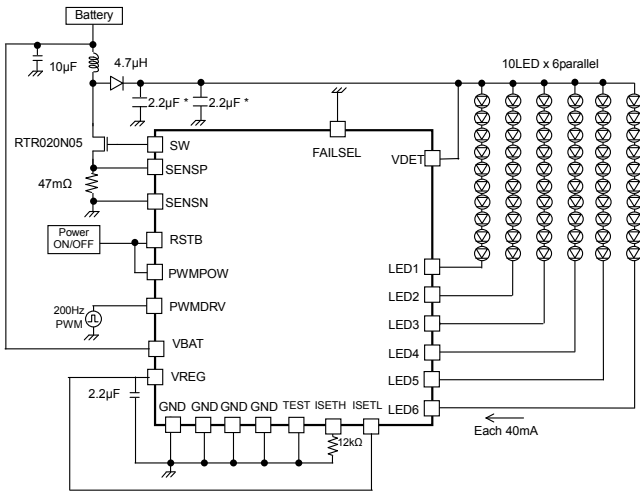 Battery
10µF
4.7µH
2.2µF *
2.2µF *
10LED x 6parallel
RTR020N05
SW
FAILSEL
VDET
SENSP
47mΩ
SENSN
Power
ON/OFF
RSTB
PWMPOW
LED1
LED2
200Hz
PWM
PWMDRV
LED3
VBAT
LED4
VREG
LED5
2.2µF
GND
GND
GND
GND
TEST
ISETH
ISETL
LED6
12kΩ
Each 40mA